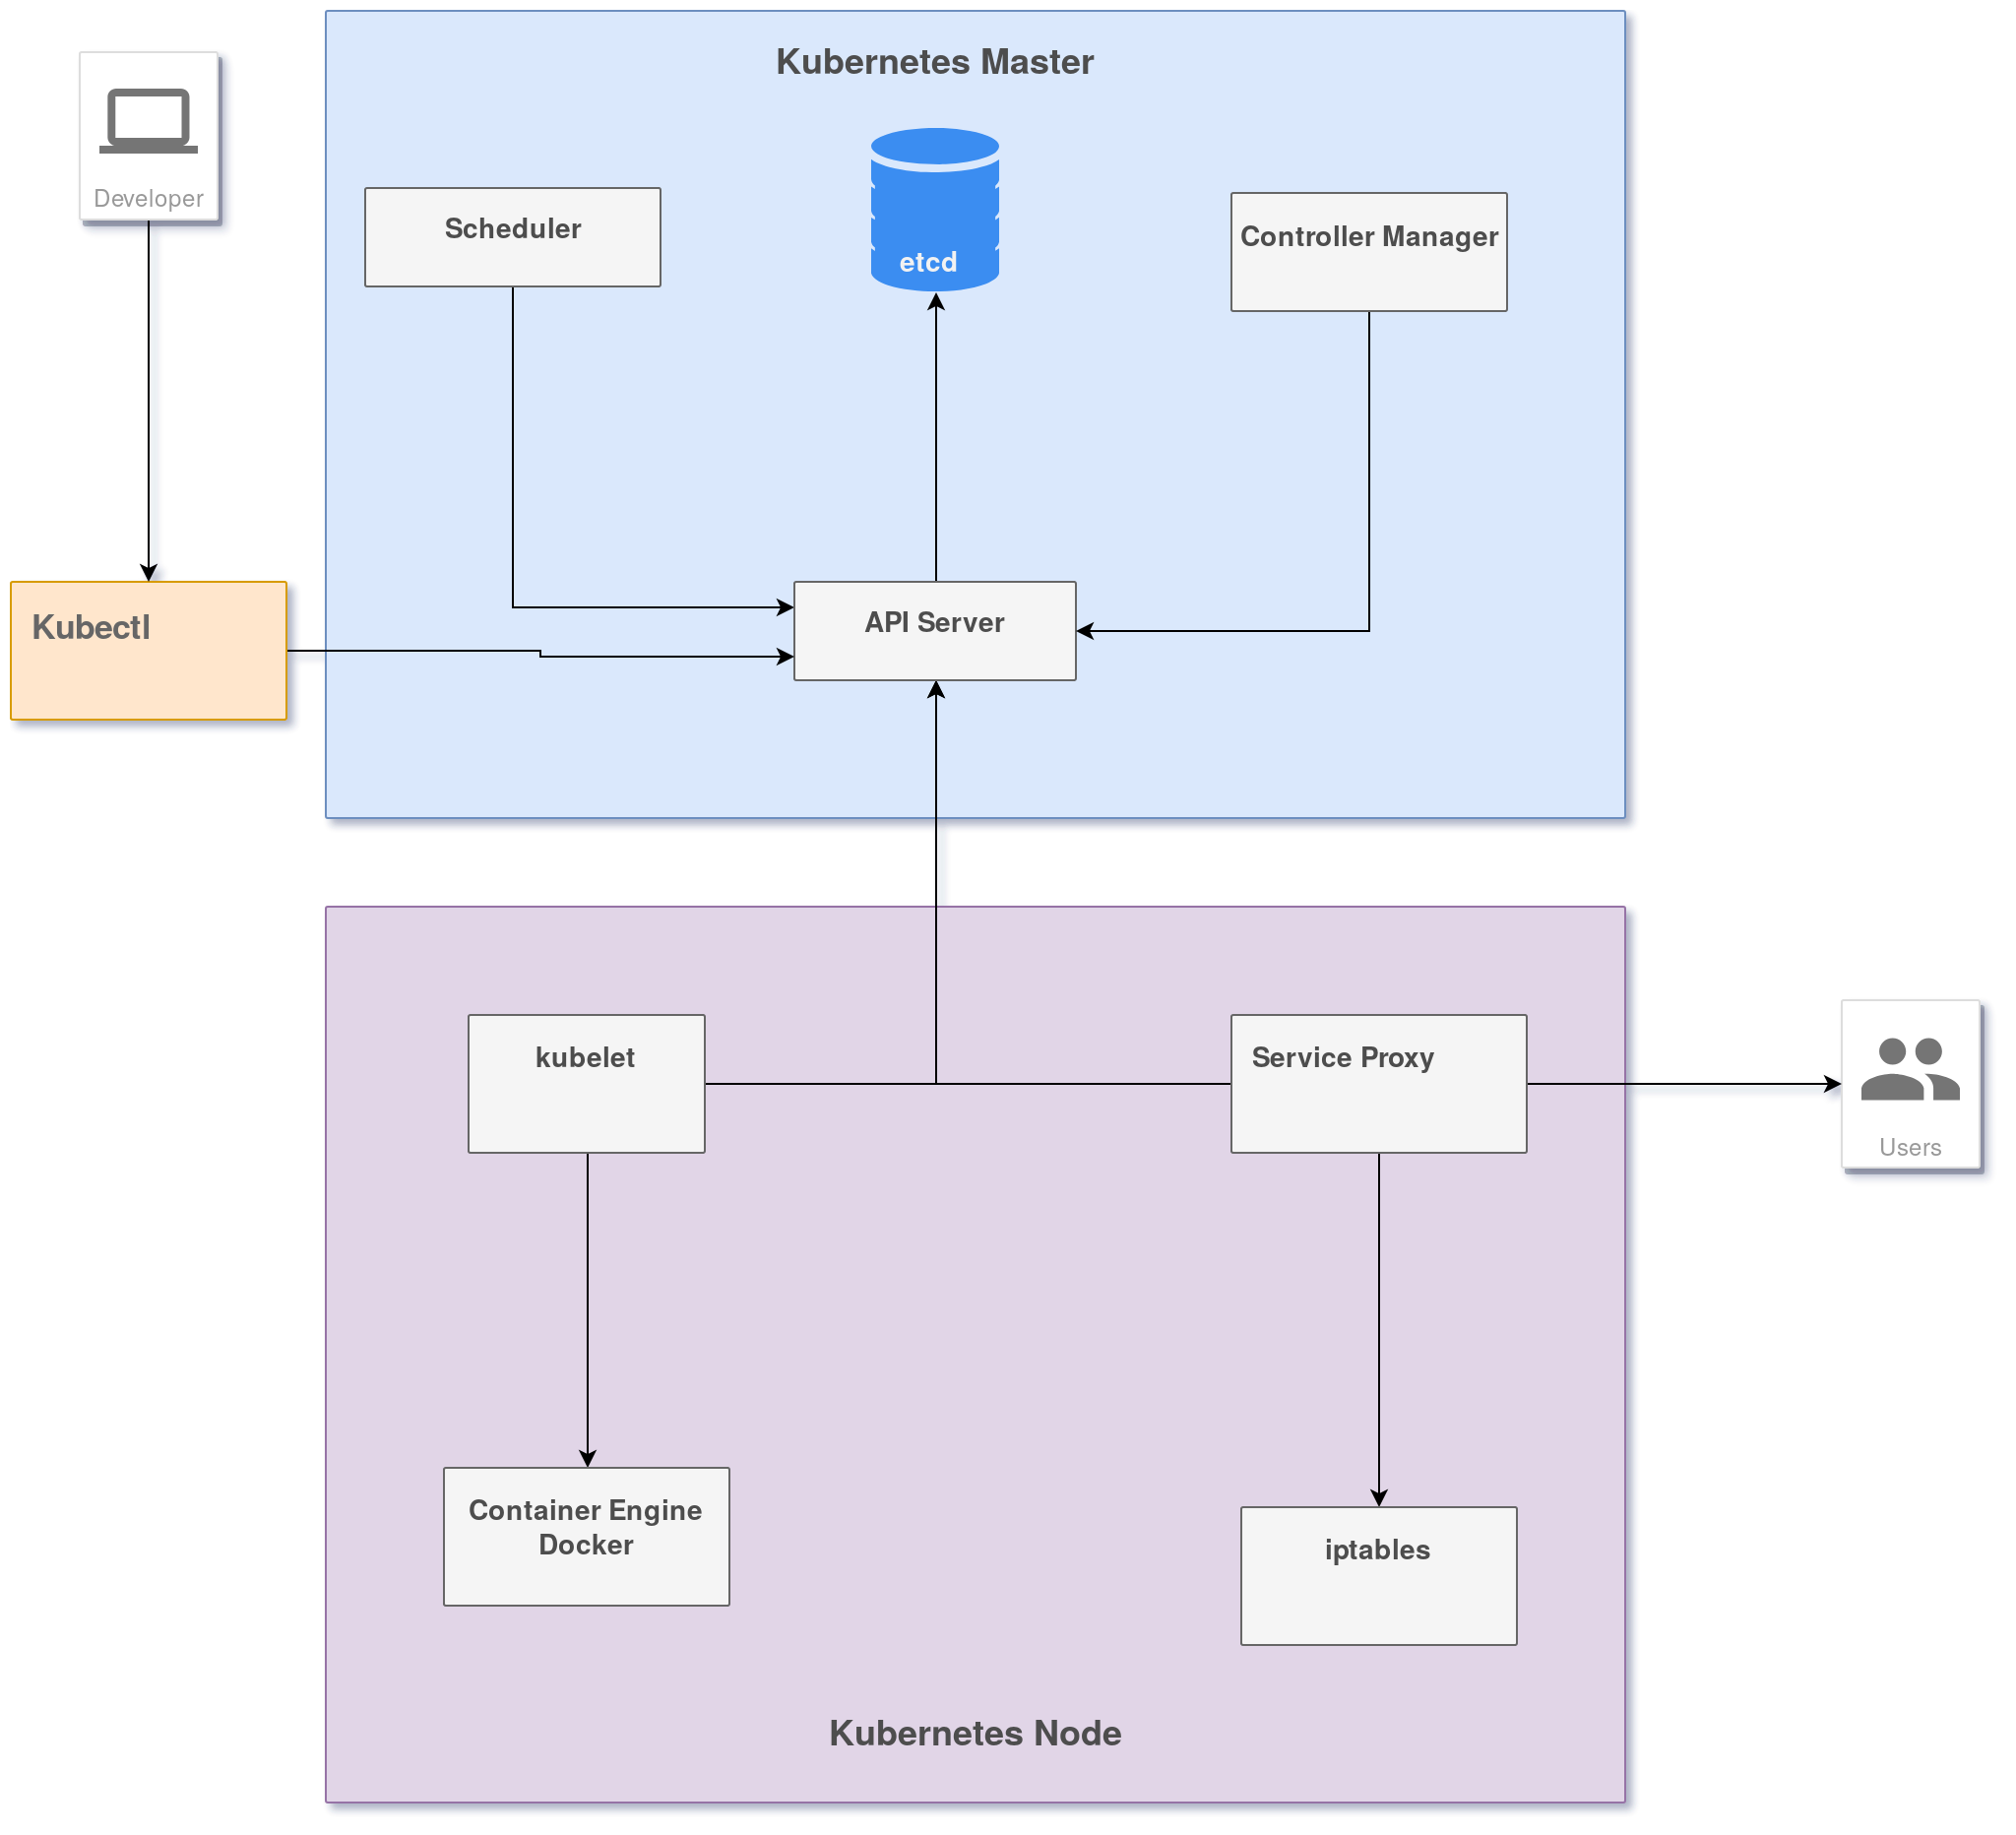 Kubernetes Master
Developer
Scheduler
etcd
Controller Manager
Kubectl
API Server
kubelet
Service Proxy
Users
Container Engine
Docker
iptables
Kubernetes Node